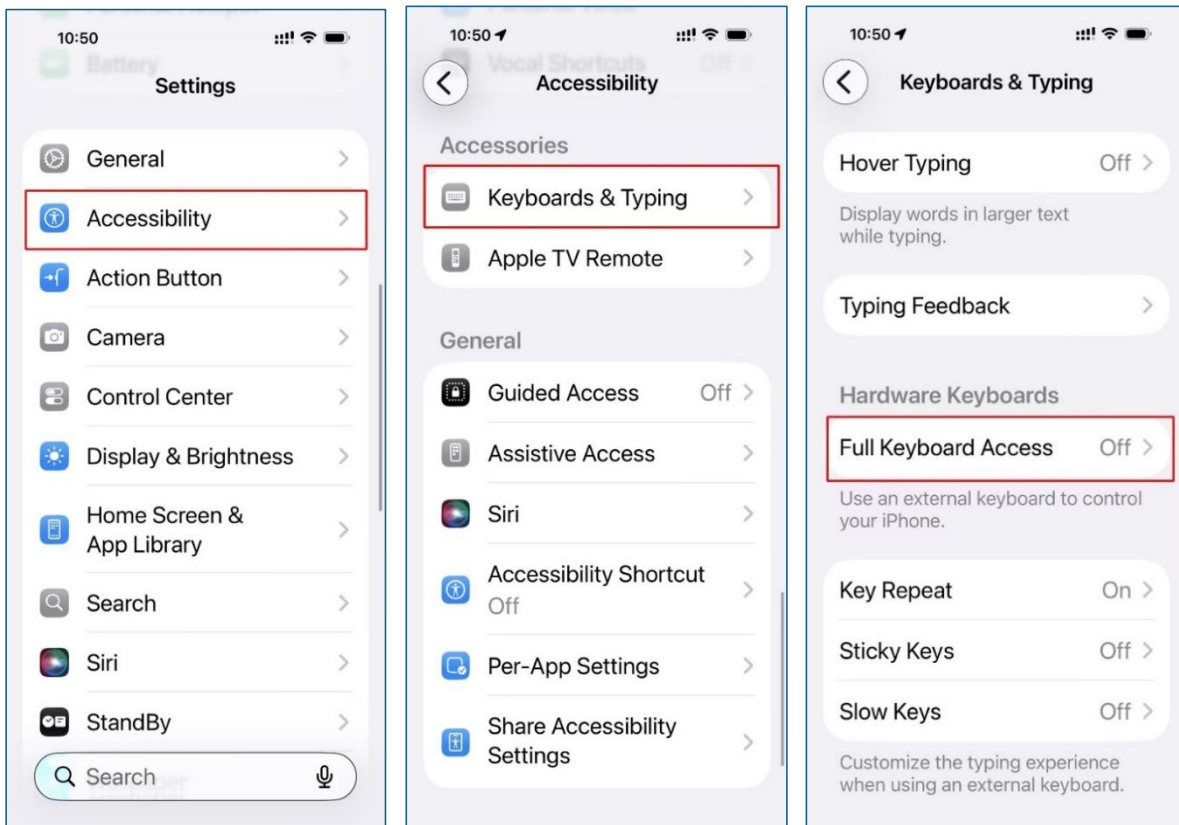 10:50
Battery
Settings
General
Accessibility
Action Button
Camera
Control Center
Display & Brightness
Home Screen &
App Library
Search
Siri
StandBy
Search
10:50
Vocal Shortcuts Off
Accessibility
Accessories
Keyboards & Typing
Apple TV Remote
General
Guided Access Off
Assistive Access
Siri
Accessibility Shortcut
Off
Per-App Settings
Share Accessibility
Settings
10:50
Keyboards & Typing
Hover Typing Off
Display words in larger text
while typing.
Typing Feedback
Hardware Keyboards
Full Keyboard Access Off
Use an external keyboard to control
your iPhone.
Key Repeat On
Sticky Keys Off
Slow Keys Off
Customize the typing experience
when using an external keyboard.